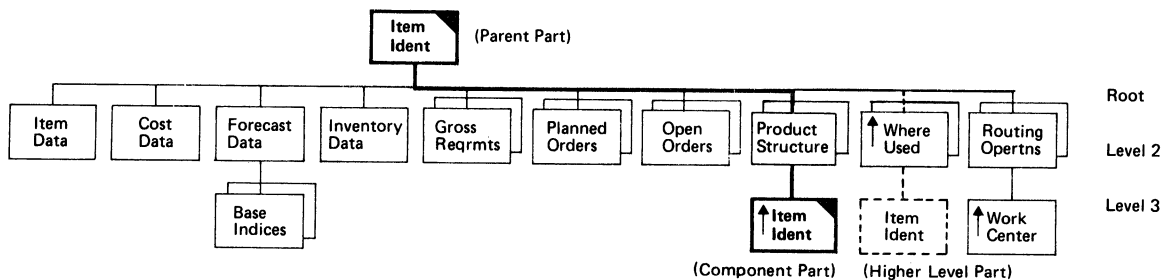 Item
Ident
(Parent Part)
Root
Item
Data
Cost
Data
Forecast
Data
Inventory
Data
Gross
Reqrmts
Planned
Orders
Open
Orders
Product
Structure
Where
Used
Routing
Opertns
Level 2
Base
Indices
Item
Ident
Item
Ident
Work
Center
Level 3
(Component Part)
(Higher Level Part)